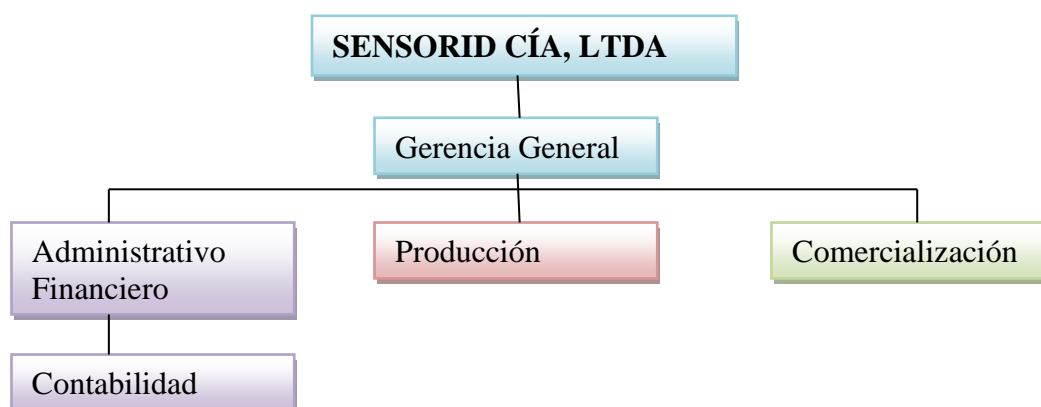 SENSORID CÍA, LTDA
Gerencia General
Administrativo
Financiero
Producción
Comercialización
Contabilidad